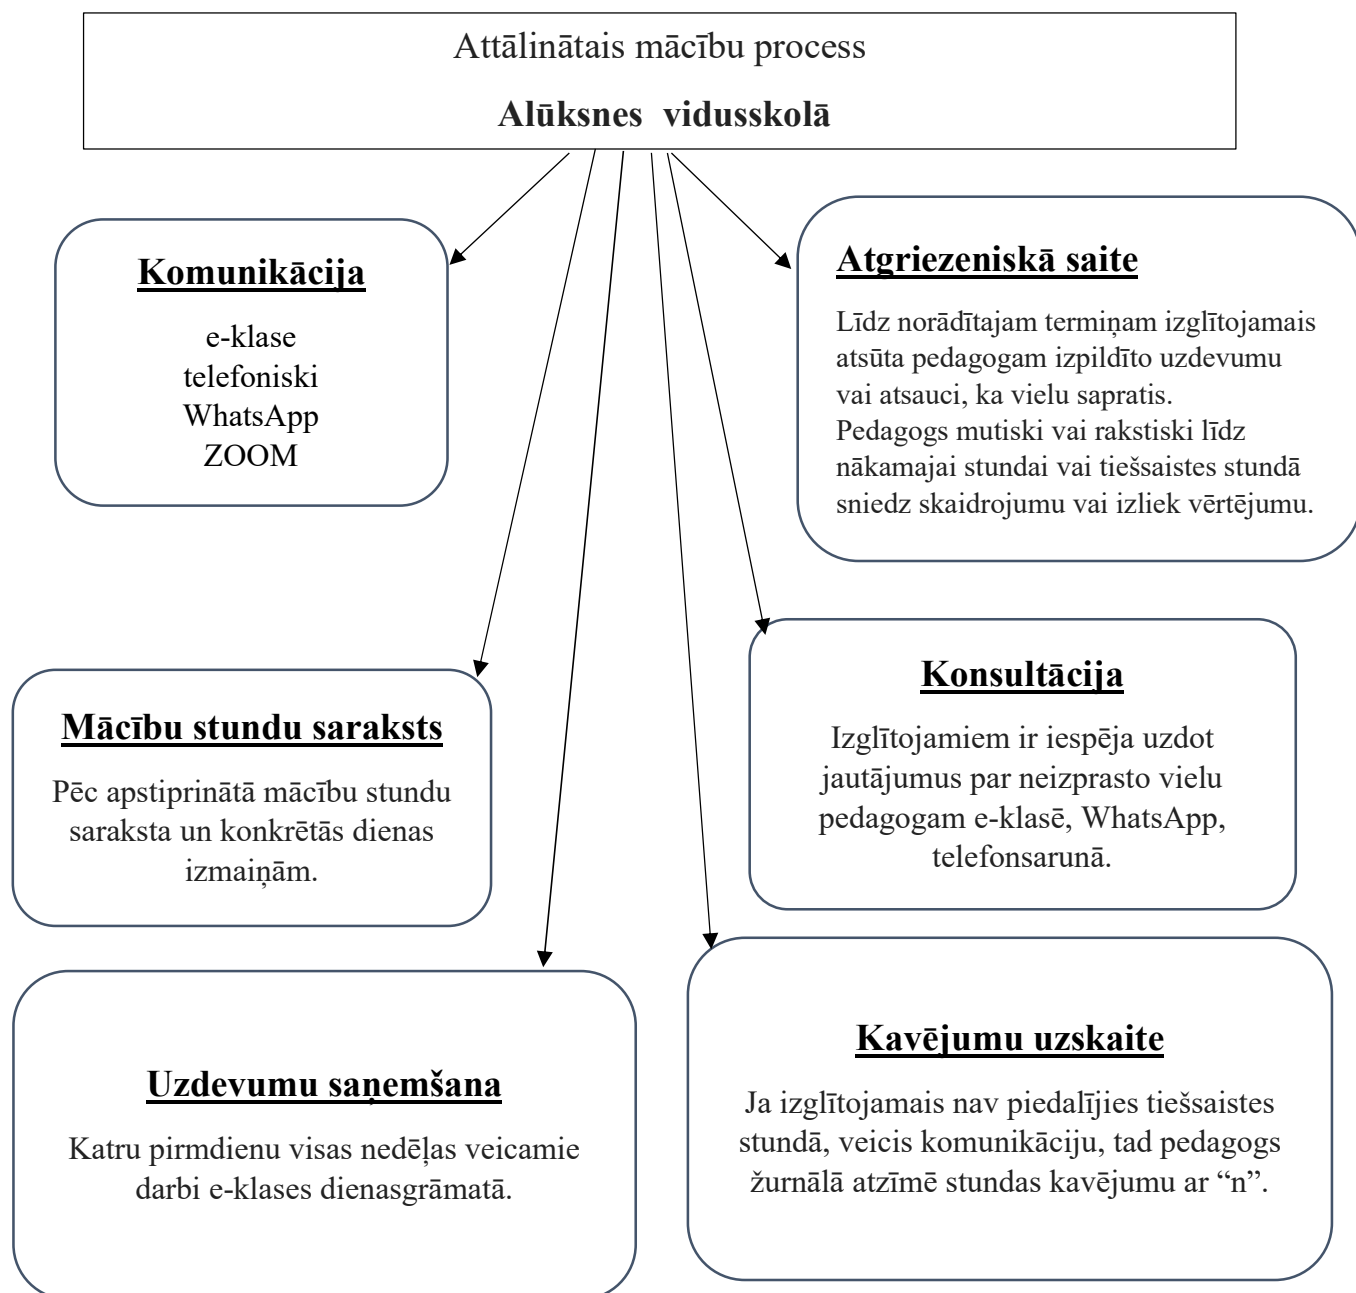 Attālinātais mācību process
Alūksnes vidusskolā
Komunikācija
e-klase
telefoniski
WhatsApp
ZOOM
Atgriezeniskā saite
Līdz norādītajam termiņam izglītojamais
atsūta pedagogam izpildīto uzdevumu
vai atsauci, ka vielu sapratis.
Pedagogs mutiski vai rakstiski līdz
nākamajai stundai vai tiešsaistes stundā
sniedz skaidrojumu vai izliek vērtējumu.
Mācību stundu saraksts
Pēc apstiprinātā mācību stundu
saraksta un konkrētās dienas
izmaiņām.
Konsultācija
Izglītojamiem ir iespēja uzdot
jautājumus par neizprasto vielu
pedagogam e-klasē, WhatsApp,
telefonsarunā.
Uzdevumu saņemšana
Katru pirmdienu visas nedēļas veicamie
darbi e-klases dienasgrāmatā.
Kavējumu uzskaite
Ja izglītojamais nav piedalījies tiešsaistes
stundā, veicis komunikāciju, tad pedagogs
žurnālā atzīmē stundas kavējumu ar “n”.